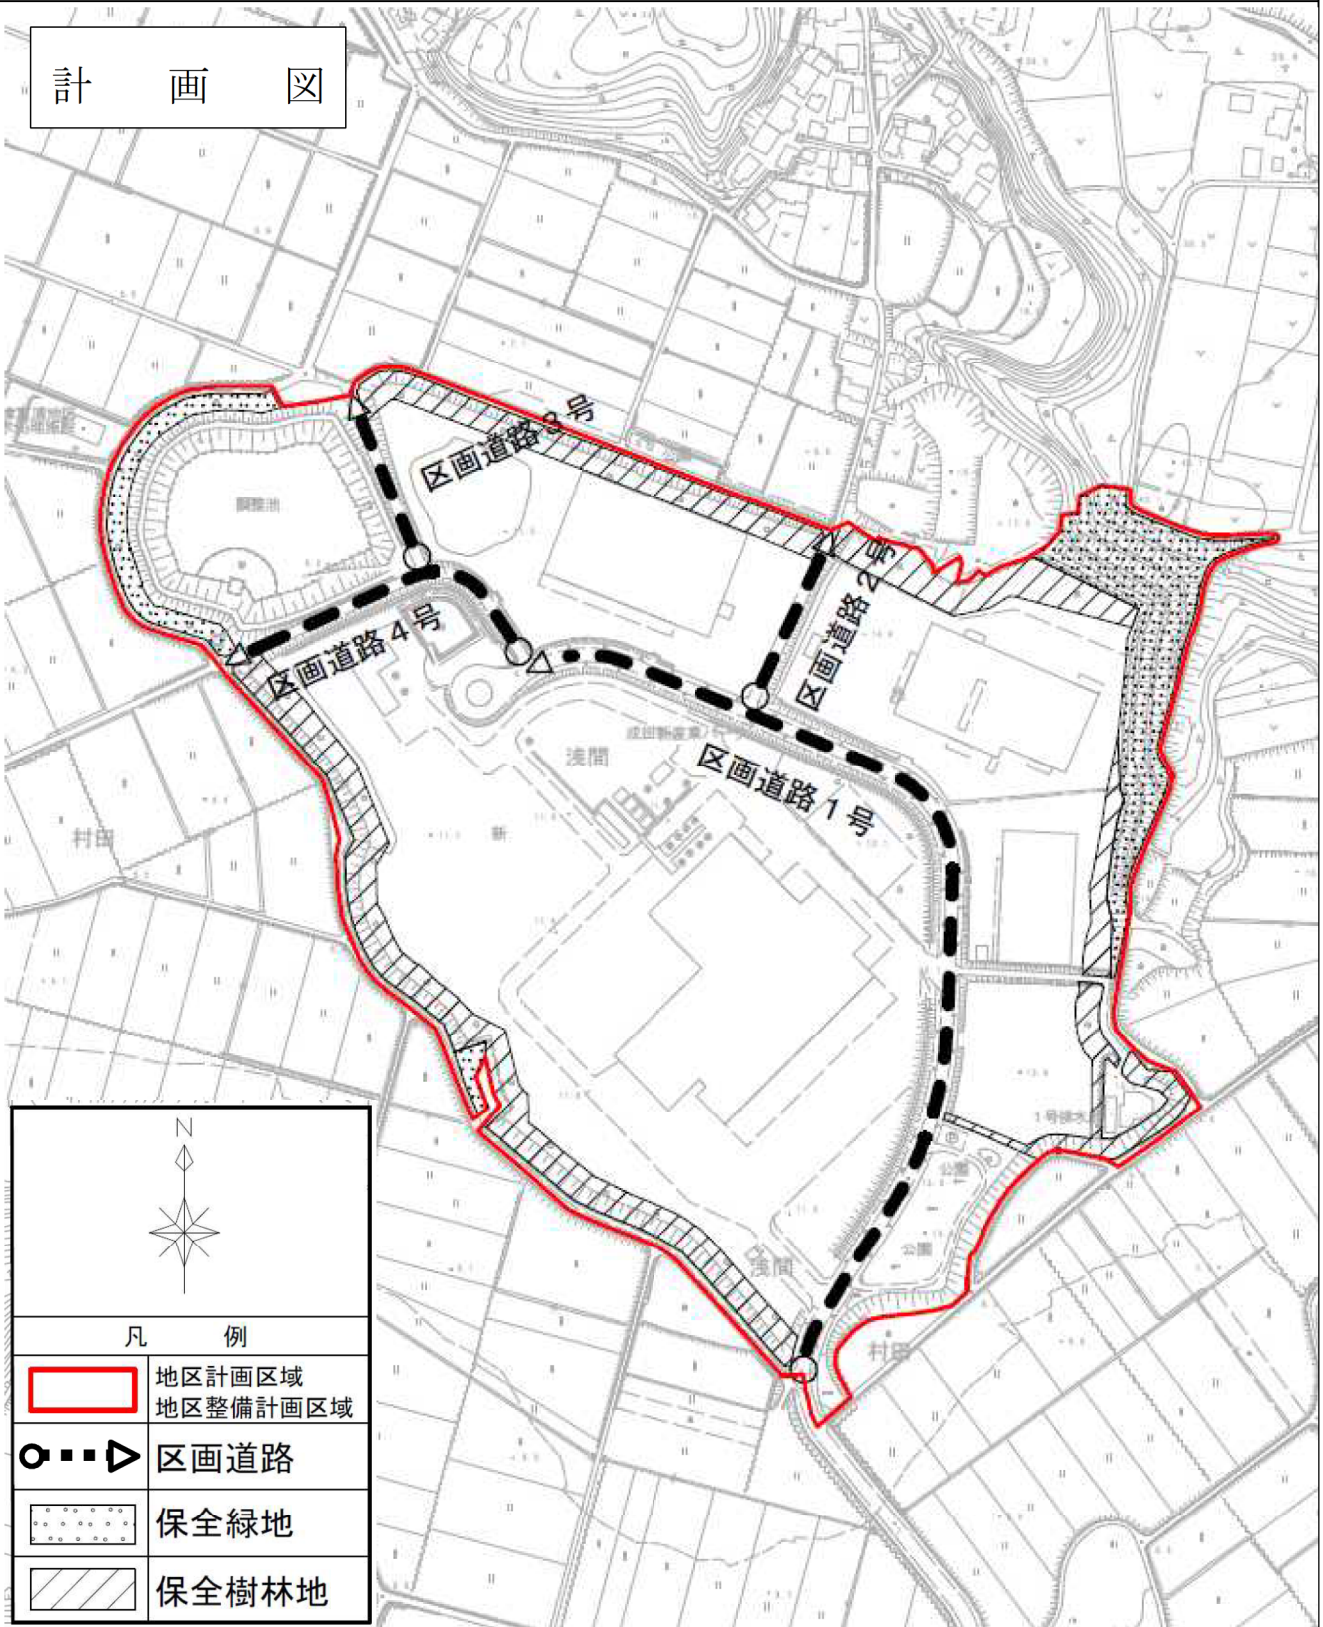 計画図
区画道路3号
調整池
区画道路2号
区画道路4号
浅間
区画道路1号
新
村田
公園
公園
浅間
村田
N
凡例
地区計画区域
地区整備計画区域
区画道路
保全緑地
保全樹林地